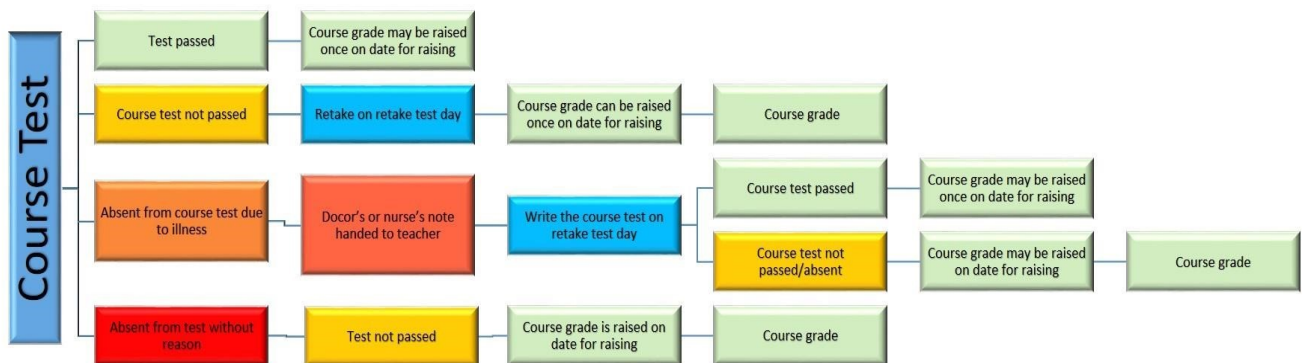 Course Test
Test passed
Course grade may be raised
once on date for raising
Course test not passed
Retake on retake test day
Course grade can be raised
once on date for raising
Course grade
Absent from course test due
to illness
Docor's or nurse's note
handed to teacher
Write the course test on
retake test day
Course test passed
Course grade may be raised
once on date for raising
Course test not
passed/absent
Course grade may be raised
on date for raising
Course grade
Absent from test without
reason
Test not passed
Course grade is raised on
date for raising
Course grade